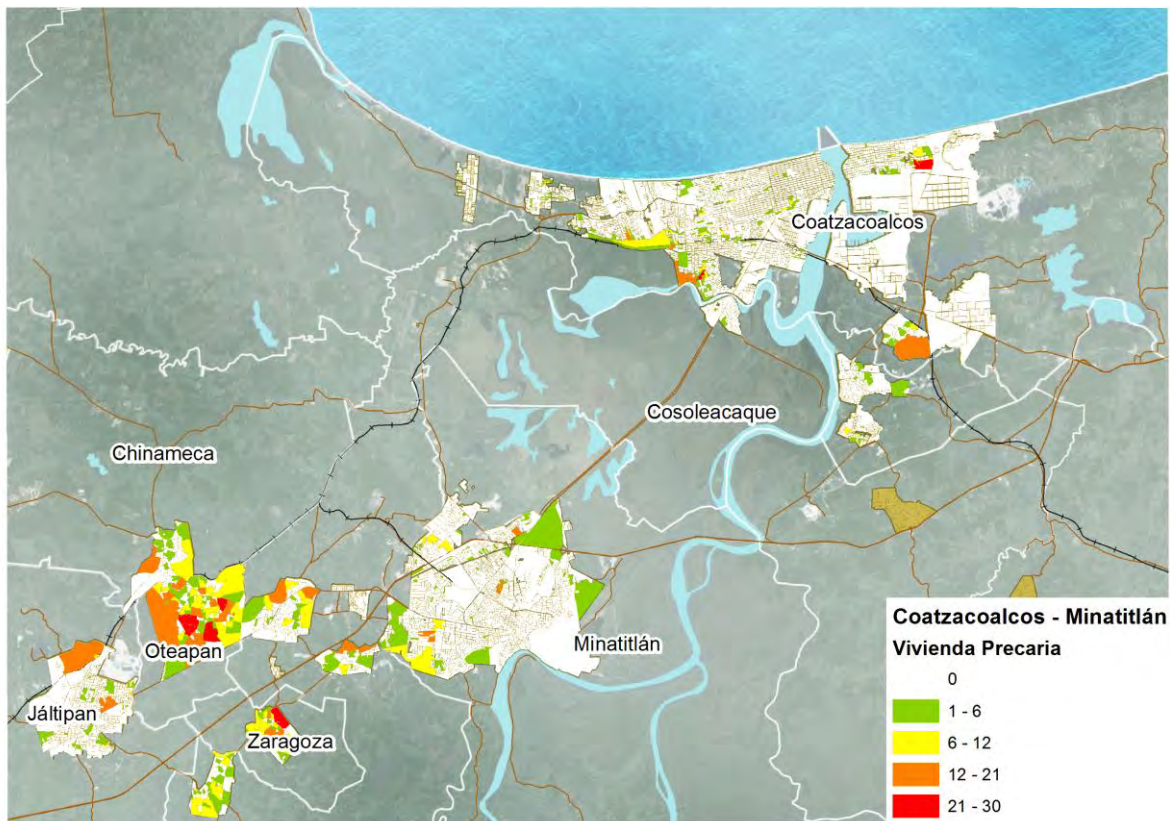 Coatzacoalcos
Cosoleacaque
Chinameca
Minatitlán
Oteapan
Jáltipan
Zaragoza
Coatzacoalcos - Minatitlán
Vivienda Precaria
0
1 - 6
6 - 12
12 - 21
21 - 30